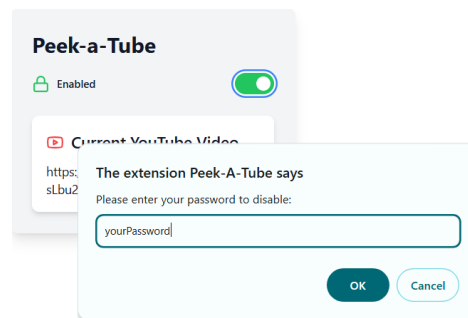 Peek-a-Tube
Enabled
Current YouTube Video
https:
sLbu2
The extension Peek-A-Tube says
Please enter your password to disable:
yourPassword
OK
Cancel